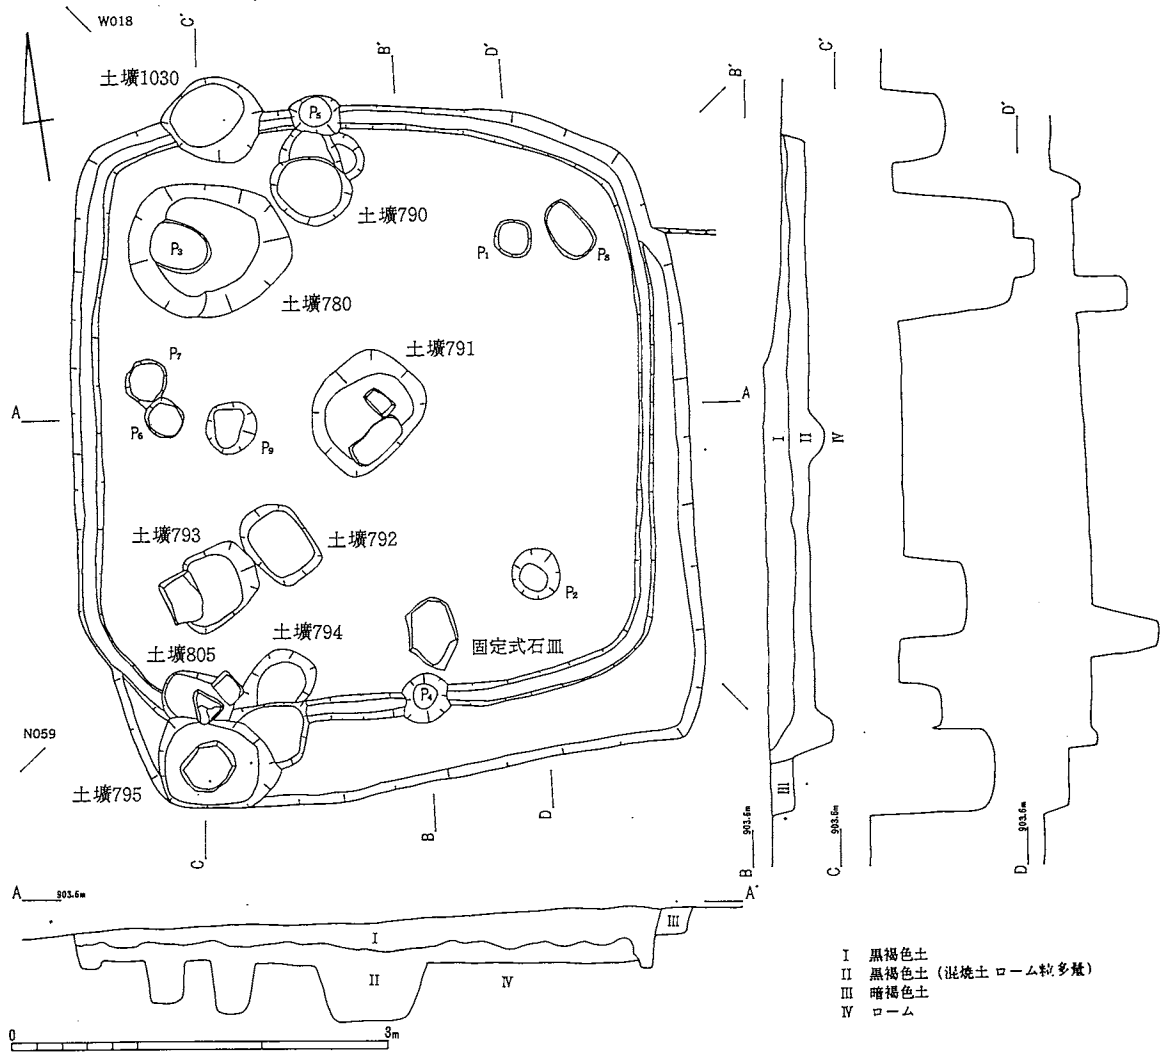 W018
C'
B'
D'
土壙1030
P₅
土壙790
P₃
P₁
P₈
土壙780
P₇
土壙791
A
A
P₆
P₉
土壙793
土壙792
P₂
土壙794
固定式石皿
土壙805
P₄
N059
土壙795
C
B
D
B'
I
II
IV
III
903.6m
B
C'
903.6m
C
D'
903.6m
D
A
903.6m
A'
I
III
II
IV
0
3m
I 黒褐色土
II 黒褐色土 (混焼土 ローム粒多量)
III 暗褐色土
IV ローム